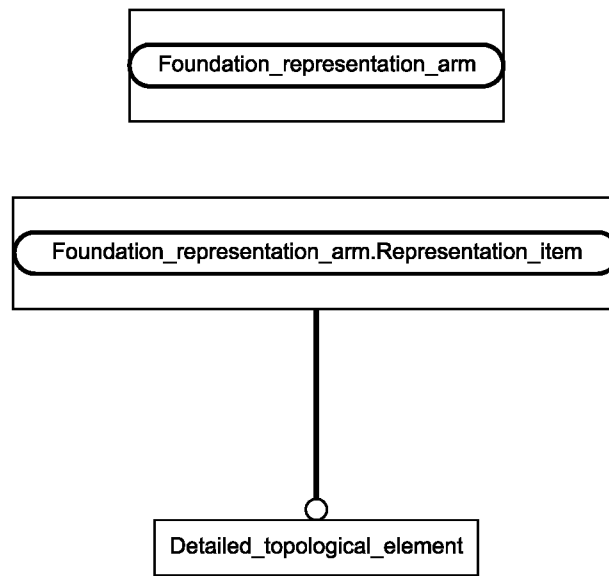 Foundation_representation_arm
Foundation_representation_arm.Representation_item
Detailed_topological_element